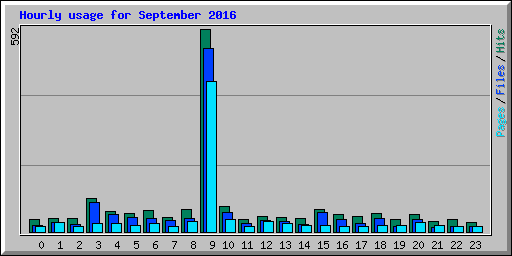 Hourly usage for September 2016
592
Pages/Files/Hits
0 1 2 3 4 5 6 7 8 9 10 11 12 13 14 15 16 17 18 19 20 21 22 23